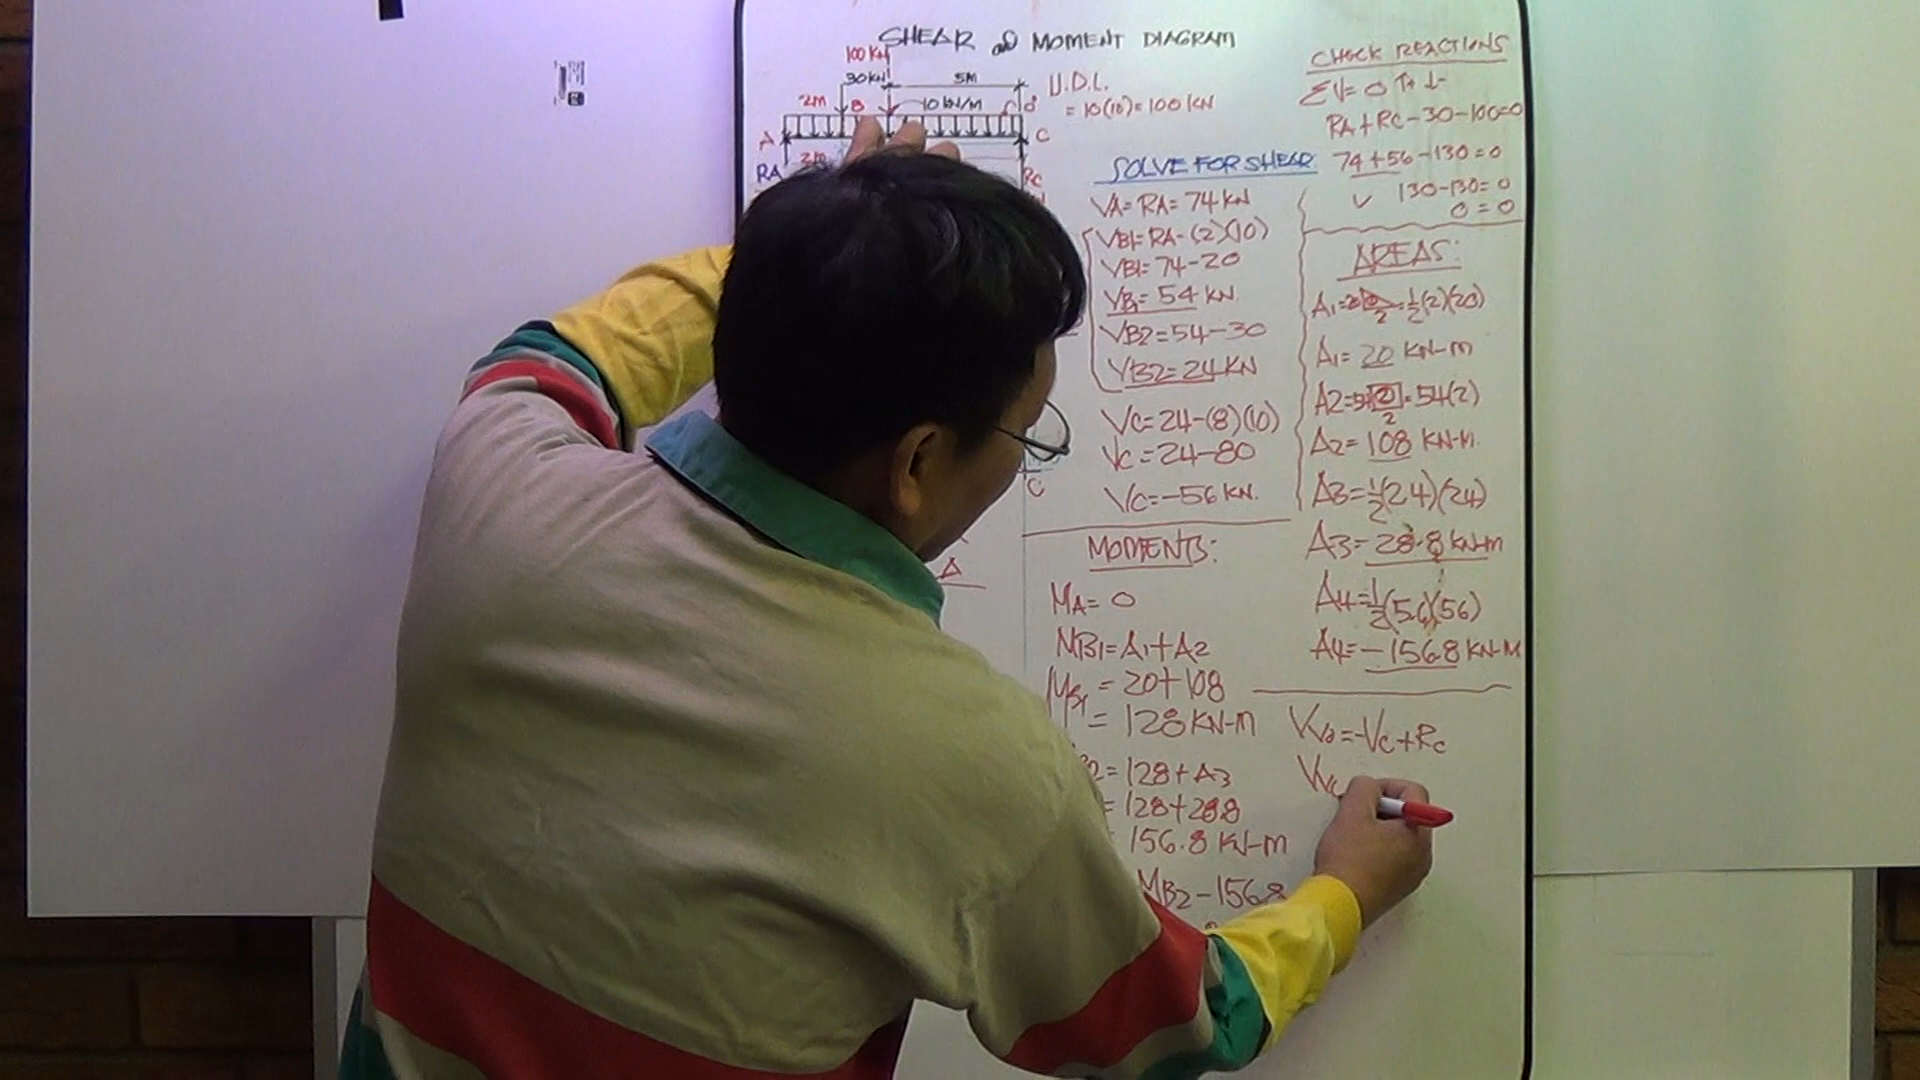 SHEAR and MOMENT DIAGRAM
100 KN
30 KN
5M
2M
B
10 KN/M
A
C
RA
RC
U.D.L.
= 10(10) = 100 KN
SOLVE FOR SHEAR
VA = RA = 74 KN
VB1 = RA - (2)(10)
VB1 = 74 - 20
VB1 = 54 KN
VB2 = 54 - 30
VB2 = 24 KN
VC = 24 - (8)(10)
VC = 24 - 80
VC = -56 KN.
C
MOMENTS:
MA = 0
MB1 = A1 + A2
MB1 = 20 + 108
= 128 KN-M
2 = 128 + A3
= 128 + 28.8
156.8 KN-M
MB2 - 156.8
CHECK REACTIONS
ΣV = 0 ↑+ ↓-
RA + RC - 30 - 100 = 0
74 + 56 - 130 = 0
130 - 130 = 0
0 = 0
AREAS:
= ½(2)(20)
A1 = 20 KN-M
= 54(2)
A2 = 108 KN-M.
A3 = ½(2.4)(24)
A3 = 28.8 KN-M
A4 = ½(5.6)(56)
A4 = -156.8 KN-M
= -VC + RC